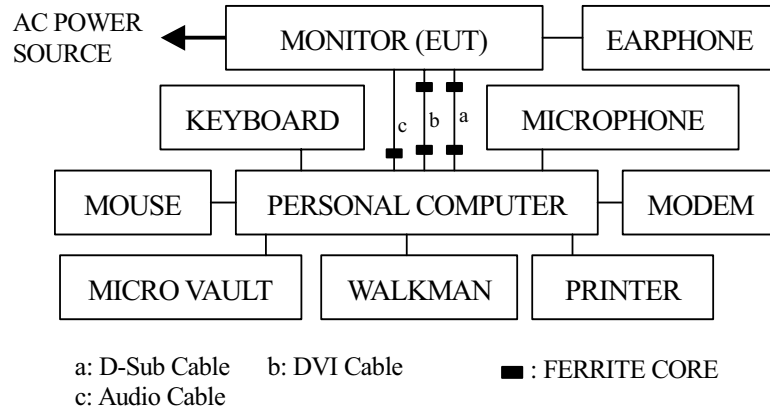 AC POWER
SOURCE
MONITOR (EUT)
EARPHONE
KEYBOARD
c
b
a
MICROPHONE
MOUSE
PERSONAL COMPUTER
MODEM
MICRO VAULT
WALKMAN
PRINTER
a: D-Sub Cable b: DVI Cable : FERRITE CORE
c: Audio Cable